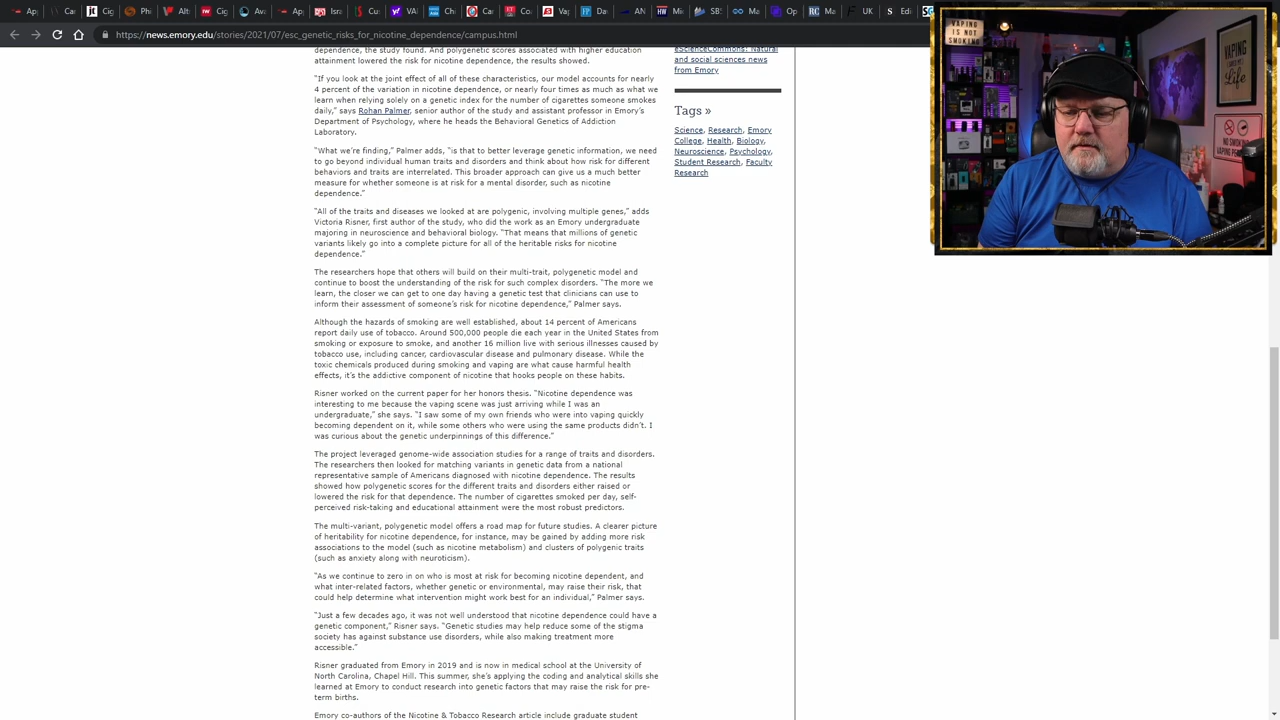 Ap
Ca
jt
Cig
Phi
Vit
Alt
rw
Cig
Av
Str
Ya
Mic
Ch
Car
Ct
Co
Va
IT
Da
AN
Mi
SB
Do
Op
RC
Me
F
UK
S
E
SC
https://news.emory.edu/stories/2021/07/esc_genetic_risks_for_nicotine_dependence/campus.html
dependence, the study found. And polygenetic scores associated with higher education
attainment lowered the risk for nicotine dependence, the results showed.
"If you look at the joint effect of all of these characteristics, our model accounts for nearly
4 percent of the variation in nicotine dependence, or nearly four times as much as what we
learn when relying solely on a genetic index for the number of cigarettes someone smokes
daily," says Rohan Palmer, senior author of the study and assistant professor in Emory's
Department of Psychology, where he heads the Behavioral Genetics of Addiction
Laboratory.
"What we're finding," Palmer adds, "is that to better leverage genetic information, we need
to go beyond individual human traits and disorders and think about how risk for different
behaviors and traits are interrelated. This broader approach can give us a much better
measure for whether someone is at risk for a mental disorder, such as nicotine
dependence."
"All of the traits and diseases we looked at are polygenic, involving multiple genes," adds
Victoria Risner, first author of the study, who did the work as an Emory undergraduate
majoring in neuroscience and behavioral biology. "That means that millions of genetic
variants likely go into a complete picture for all of the heritable risks for nicotine
dependence."
The researchers hope that others will build on their multi-trait, polygenetic model and
continue to boost the understanding of the risk for such complex disorders. "The more we
learn, the closer we can get to one day having a genetic test that clinicians can use to
inform their assessment of someone's risk for nicotine dependence," Palmer says.
Although the hazards of smoking are well established, about 14 percent of Americans
report daily use of tobacco. Around 500,000 people die each year in the United States from
smoking or exposure to smoke, and another 16 million live with serious illnesses caused by
tobacco use, including cancer, cardiovascular disease and pulmonary disease. While the
toxic chemicals produced during smoking and vaping are what cause harmful health
effects, it's the addictive component of nicotine that hooks people on these habits.
Risner worked on the current paper for her honors thesis. "Nicotine dependence was
interesting to me because the vaping scene was just arriving while I was an
undergraduate," she says. "I saw some of my own friends who were into vaping quickly
becoming dependent on it, while some others who were using the same products didn't. I
was curious about the genetic underpinnings of this difference."
The project leveraged genome-wide association studies for a range of traits and disorders.
The researchers then looked for matching variants in genetic data from a national
representative sample of Americans diagnosed with nicotine dependence. The results
showed how polygenetic scores for the different traits and disorders either raised or
lowered the risk for that dependence. The number of cigarettes smoked per day, self-
perceived risk-taking and educational attainment were the most robust predictors.
The multi-variant, polygenetic model offers a road map for future studies. A clearer picture
of heritability for nicotine dependence, for instance, may be gained by adding more risk
associations to the model (such as nicotine metabolism) and clusters of polygenic traits
(such as anxiety along with neuroticism).
"As we continue to zero in on who is most at risk for becoming nicotine dependent, and
what inter-related factors, whether genetic or environmental, may raise their risk, that
could help determine what intervention might work best for an individual," Palmer says.
"Just a few decades ago, it was not well understood that nicotine dependence could have a
genetic component," Risner says. "Genetic studies may help reduce some of the stigma
society has against substance use disorders, while also making treatment more
accessible."
Risner graduated from Emory in 2019 and is now in medical school at the University of
North Carolina, Chapel Hill. This summer, she's applying the coding and analytical skills she
learned at Emory to conduct research into genetic factors that may raise the risk for pre-
term births.
Emory co-authors of the Nicotine & Tobacco Research article include graduate student
eScienceCommons: Natural
and social sciences news
from Emory
Tags »
Science, Research, Emory
College, Health, Biology,
Neuroscience, Psychology,
Student Research, Faculty
Research
VAPING
IS NOT
SMOKING
VAPING
Life
NO SMOKING
VAPING